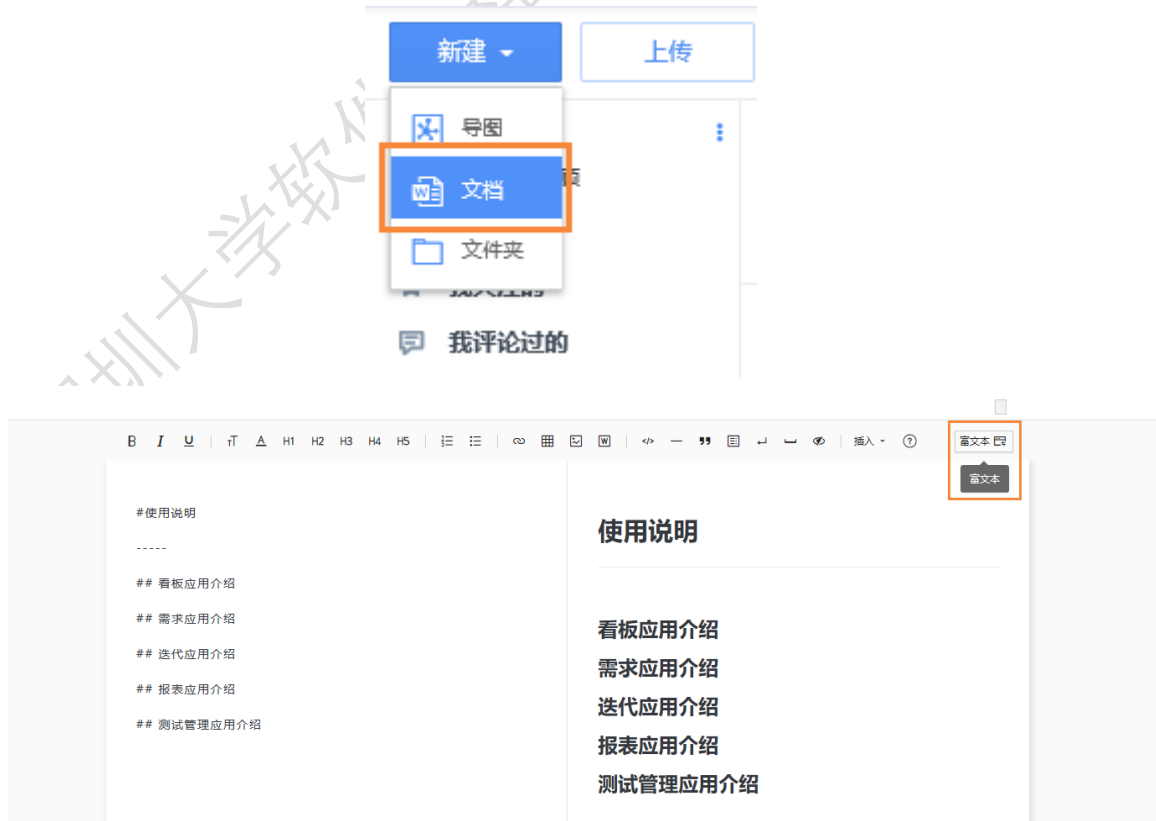 新建
上传
导图
页
文档
文件夹
我评论过的
B I U TT A H1 H2 H3 H4 H5 插入 富文本
富文本
#使用说明
-----
## 看板应用介绍
## 需求应用介绍
## 迭代应用介绍
## 报表应用介绍
## 测试管理应用介绍
使用说明
看板应用介绍
需求应用介绍
迭代应用介绍
报表应用介绍
测试管理应用介绍